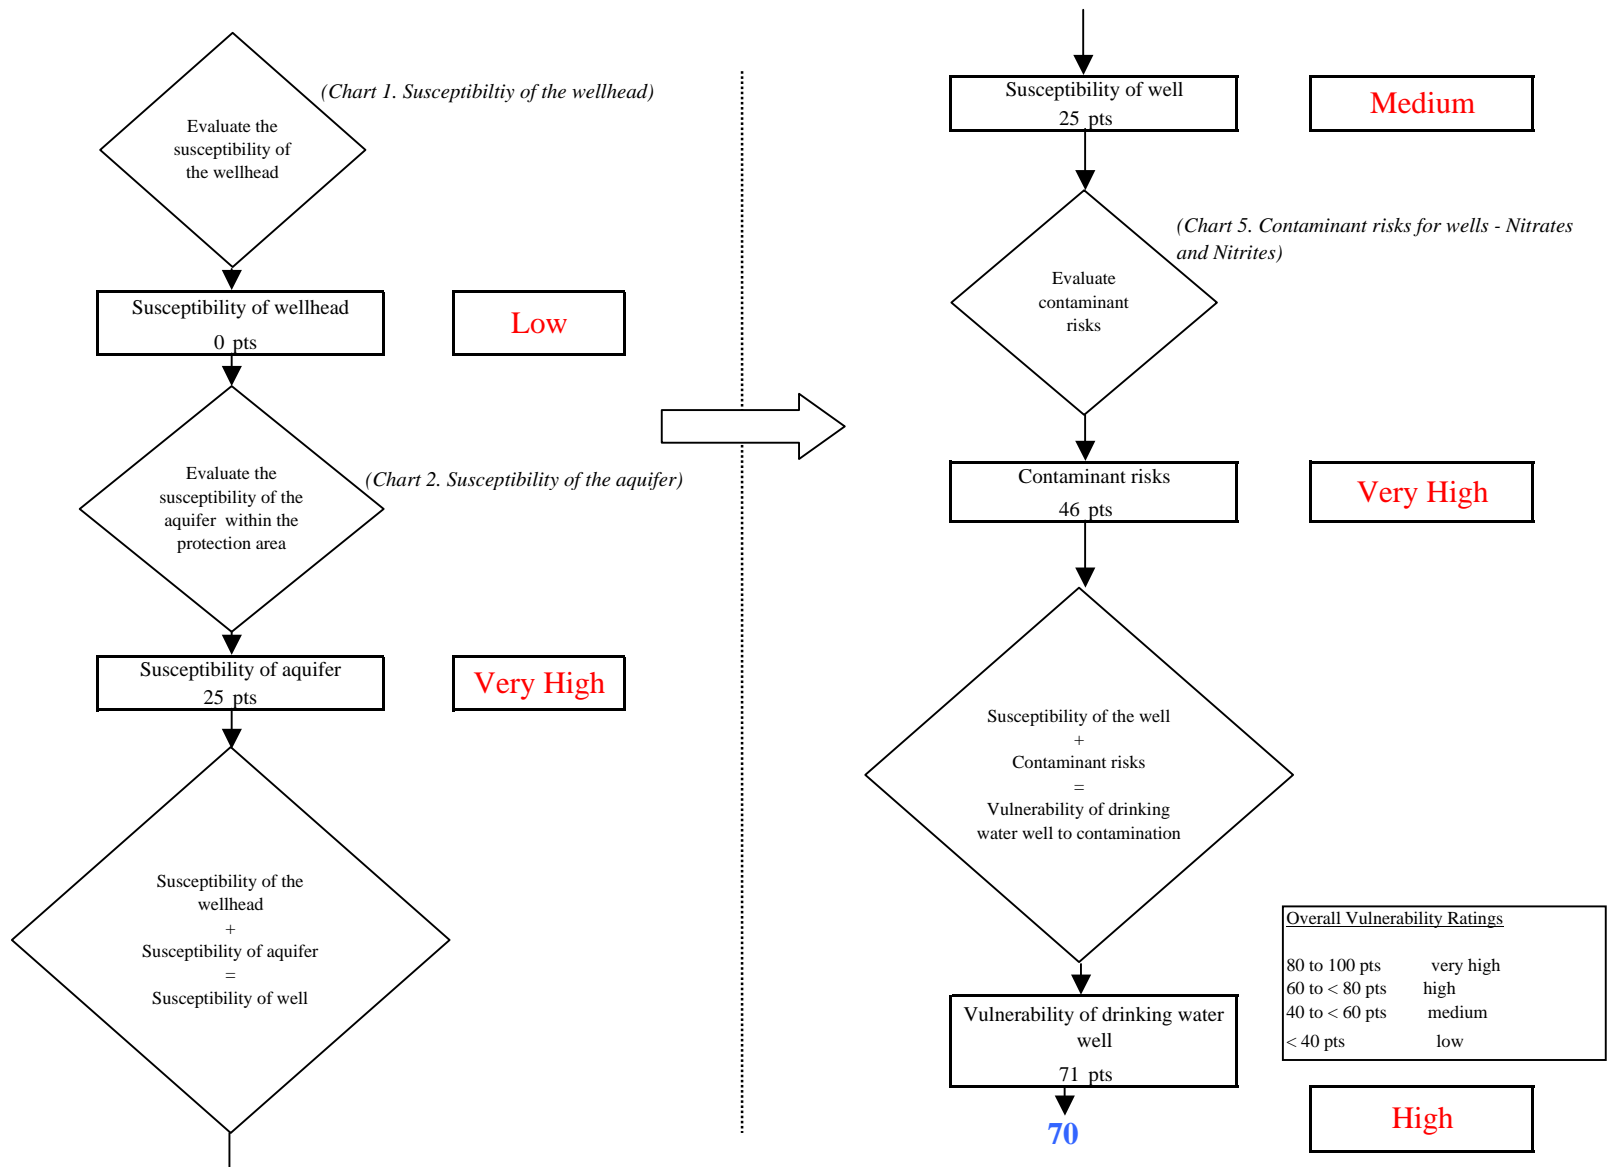 (Chart 1. Susceptibiltiy of the wellhead)
Evaluate the
susceptibility of
the wellhead
Susceptibility of wellhead
0 pts
Low
Evaluate the
susceptibility of the
aquifer within the
protection area
(Chart 2. Susceptibility of the aquifer)
Susceptibility of aquifer
25 pts
Very High
Susceptibility of the
wellhead
+
Susceptibility of aquifer
=
Susceptibility of well
Susceptibility of well
25 pts
Medium
(Chart 5. Contaminant risks for wells - Nitrates
and Nitrites)
Evaluate
contaminant
risks
Contaminant risks
46 pts
Very High
Susceptibility of the well
+
Contaminant risks
=
Vulnerability of drinking
water well to contamination
Overall Vulnerability Ratings
80 to 100 pts very high
60 to < 80 pts high
40 to < 60 pts medium
< 40 pts low
Vulnerability of drinking water
well
71 pts
70
High